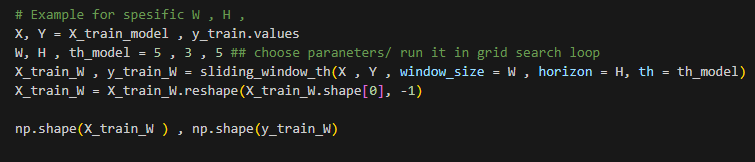 # Example for spesific W , H ,
X, Y = X_train_model , y_train.values
W, H , th_model = 5 , 3 , 5 ## choose paraneters/ run it in grid search loop
X_train_W , y_train_W = sliding_window_th(X , Y , window_size = W , horizon = H, th = th_model)
X_train_W = X_train_W.reshape(X_train_W.shape[0], -1)
np.shape(X_train_W ) , np.shape(y_train_W)